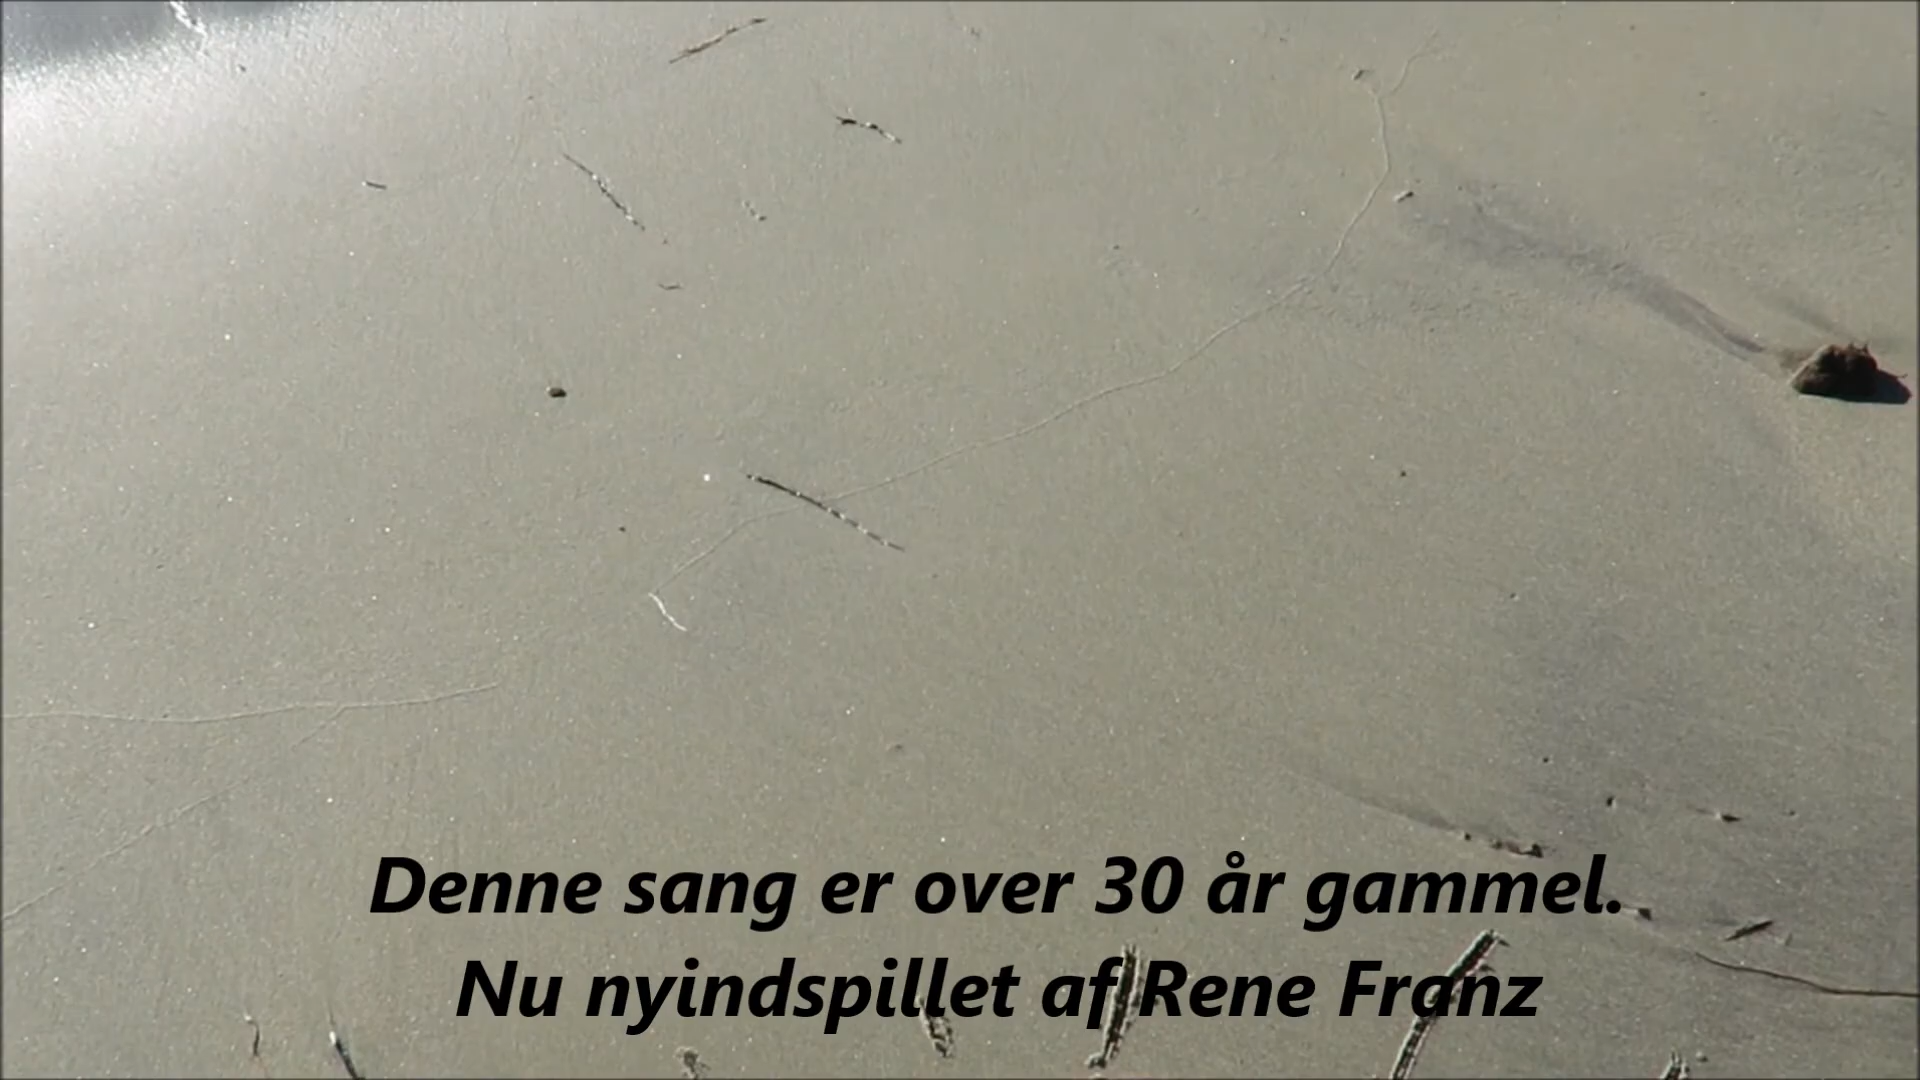 Denne sang er over 30 år gammel.
Nu nyindspillet af Rene Franz